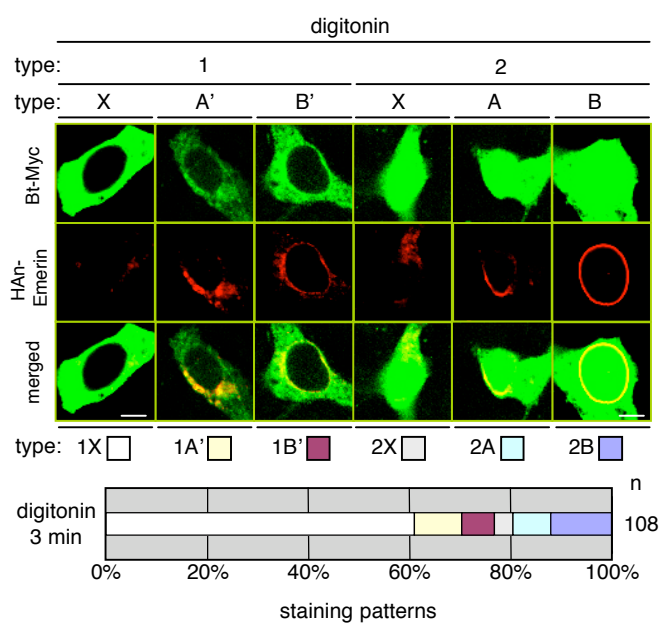 digitonin
type: 1 2
type: X A’ B’ X A B
Bt-Myc
HAn-
Emerin
merged
type: 1X 1A’ 1B’ 2X 2A 2B
n
digitonin
3 min
108
0% 20% 40% 60% 80% 100%
staining patterns